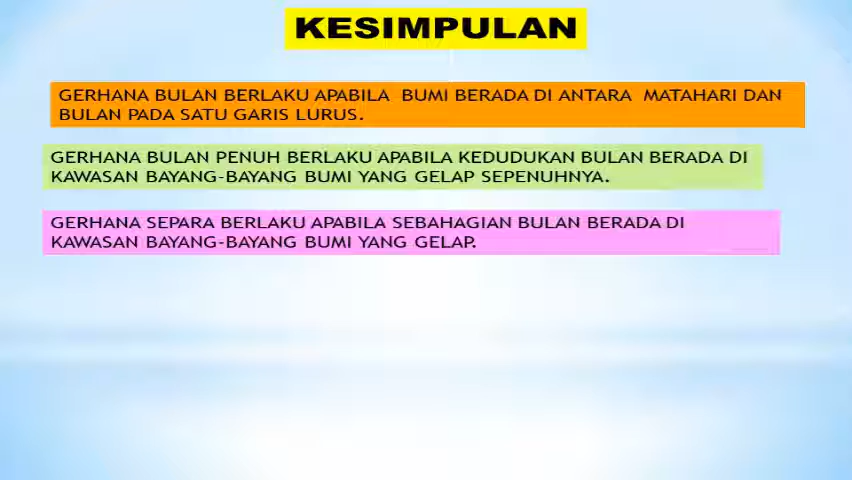 KESIMPULAN
GERHANA BULAN BERLAKU APABILA BUMI BERADA DI ANTARA MATAHARI DAN
BULAN PADA SATU GARIS LURUS.
GERHANA BULAN PENUH BERLAKU APABILA KEDUDUKAN BULAN BERADA DI
KAWASAN BAYANG-BAYANG BUMI YANG GELAP SEPENUHNYA.
GERHANA SEPARA BERLAKU APABILA SEBAHAGIAN BULAN BERADA DI
KAWASAN BAYANG-BAYANG BUMI YANG GELAP.